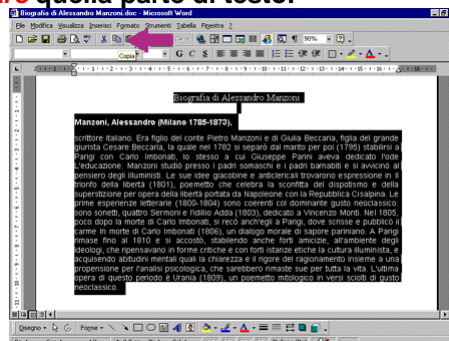 quella parte di testo.
Biografia di Alessandro Manzoni.doc - Microsoft Word
File Modifica Visualizza Inserisci Formato Strumenti Tabella Finestra ?
90%
Copia
G C S
Biografia di Alessandro Manzoni
Manzoni, Alessandro (Milano 1785-1873),
scrittore italiano. Era figlio del conte Pietro Manzoni e di Giulia Beccaria, figlia del grande
giurista Cesare Beccaria, la quale nel 1782 si separò dal marito per poi (1795) stabilirsi a
Parigi con Carlo Imbonati, lo stesso a cui Giuseppe Parini aveva dedicato l'ode
L'educazione. Manzoni studiò presso i padri somaschi e i padri barnabiti e si avvicinò al
pensiero degli illuministi. Le sue idee giacobine e anticlericali trovarono espressione in Il
trionfo della libertà (1801), poemetto che celebra la sconfitta del dispotismo e della
superstizione per opera della libertà portata da Napoleone con la Repubblica Cisalpina. Le
prime esperienze letterarie (1800-1804) sono coerenti col dominante gusto neoclassico:
sono sonetti, quattro Sermoni e l'idillio Adda (1803), dedicato a Vincenzo Monti. Nel 1805,
poco dopo la morte di Carlo Imbonati, si recò anch'egli a Parigi, dove scrisse e pubblicò il
carme In morte di Carlo Imbonati (1806), un dialogo morale di sapore pariniano. A Parigi
rimase fino al 1810 e si accostò, stabilendo anche forti amicizie, all'ambiente degli
ideologi, che ripensavano in forme critiche e con forti istanze etiche la cultura illuminista, e
acquisendo abitudini mentali quali la chiarezza e il rigore del ragionamento insieme a una
propensione per l'analisi psicologica, che sarebbero rimaste sue per tutta la vita. L'ultima
opera di questo periodo è Urania (1809), un poemetto mitologico in versi sciolti di gusto
neoclassico.
Disegno Forme